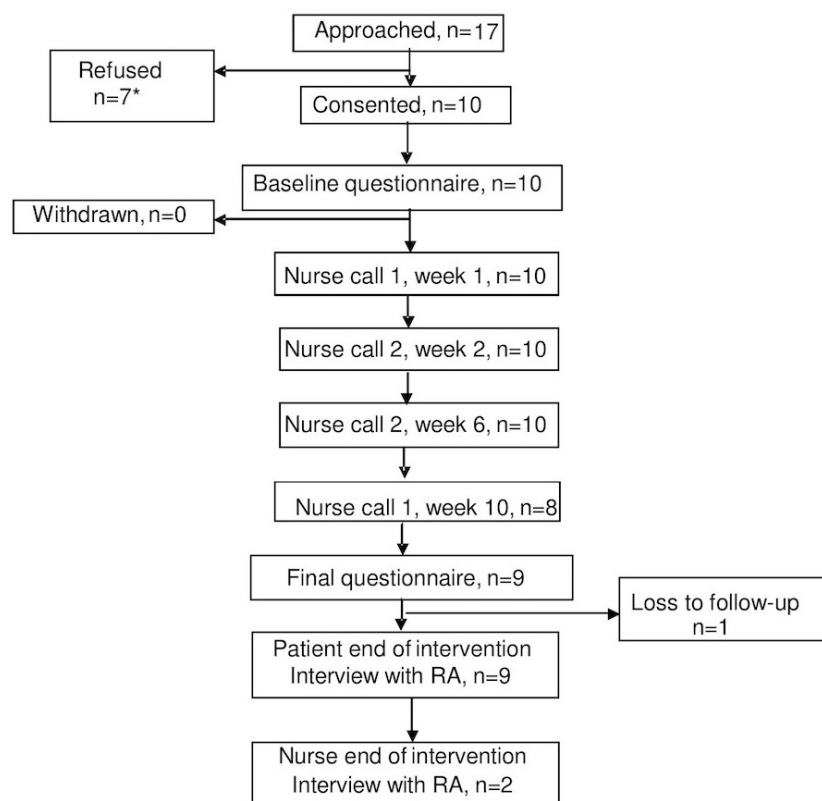 Approached, n=17
Refused
n=7*
Consented, n=10
Baseline questionnaire, n=10
Withdrawn, n=0
Nurse call 1, week 1, n=10
Nurse call 2, week 2, n=10
Nurse call 2, week 6, n=10
Nurse call 1, week 10, n=8
Final questionnaire, n=9
Loss to follow-up
n=1
Patient end of intervention
Interview with RA, n=9
Nurse end of intervention
Interview with RA, n=2